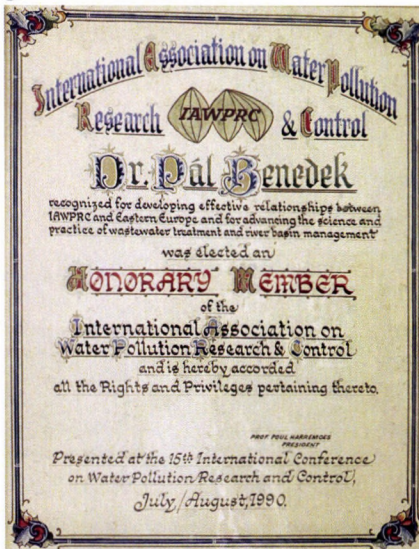 International Association on Water Pollution
Research IAWPRC & Control
Dr. Pál Benedek
recognized for developing effective relationships between
IAWPRC and Eastern Europe and for advancing the science and
practice of wastewater treatment and river basin management
was elected an
HONORARY MEMBER
of the
International Association on
Water Pollution Research & Control
and is hereby accorded
all the Rights and Privileges pertaining thereto.
PROF. POUL HARREMOËS
PRESIDENT
Presented at the 15th International Conference
on Water Pollution Research and Control,
July/August, 1990.